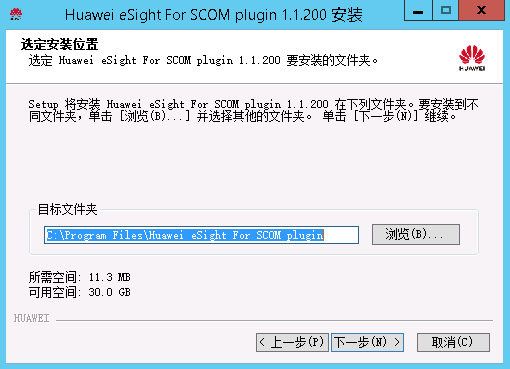 Huawei eSight For SCOM plugin 1.1.200 安装
选定安装位置
选定 Huawei eSight For SCOM plugin 1.1.200 要安装的文件夹。
HUAWEI
Setup 将安装 Huawei eSight For SCOM plugin 1.1.200 在下列文件夹。要安装到不
同文件夹，单击 [浏览(B)...] 并选择其他的文件夹。 单击 [下一步(N)] 继续。
目标文件夹
C:\Program Files\Huawei eSight For SCOM plugin
浏览(B)...
所需空间: 11.3 MB
可用空间: 30.0 GB
HUAWEI
< 上一步(P) 下一步(N) > 取消(C)